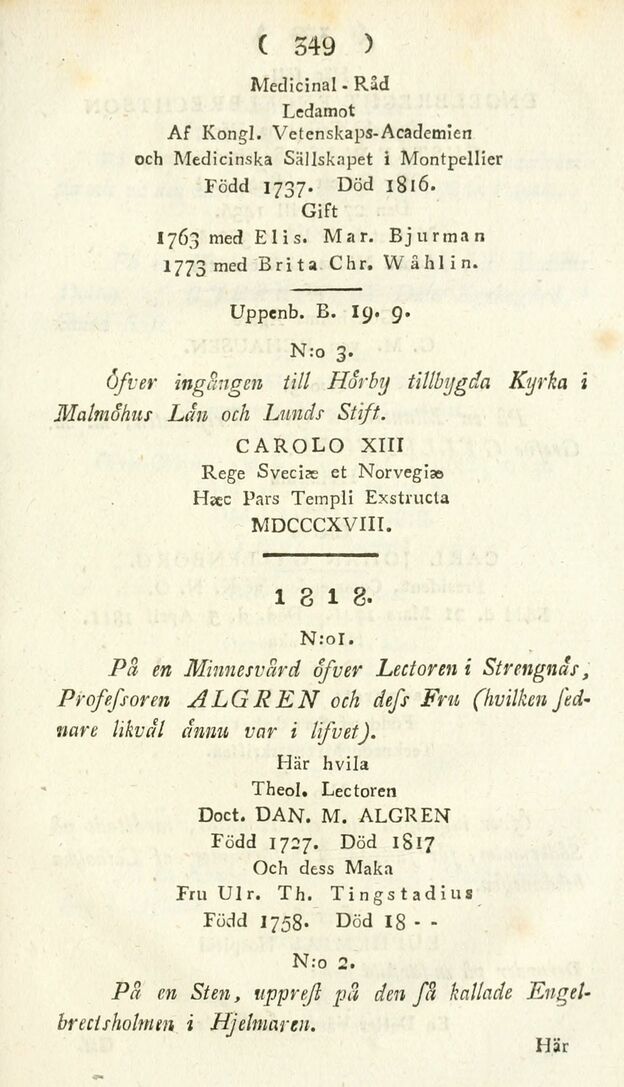 ( 349 )
Medicinal - Råd
Ledamot
Af Kongl. Vetenskaps-Academien
och Medicinska Sällskapet i Montpellier
Född 1737. Död 1816.
Gift
1763 med Elis. Mar. Bjurman
1773 med Brita Chr. Wåhlin.
Uppenb. B. 19. 9.
N:o 3.
Öfver ingången till Hörby tillbygda Kyrka i
Malmöhus Län och Lunds Stift.
CAROLO XIII
Rege Sveciæ et Norvegiæ
Hæc Pars Templi Exstructa
MDCCCXVIII.
1818.
N:o1.
På en Minnesvård öfver Lectoren i Strengnäs,
Profeſsoren ALGREN och deſs Fru (hvilken ſed-
nare likväl ännu var i lifvet).
Här hvila
Theol. Lectoren
Doct. DAN. M. ALGREN
Född 1727. Död 1817
Och dess Maka
Fru Ulr. Th. Tingstadius
Född 1758. Död 18 - -
N:o 2.
På en Sten, uppreſt på den ſå kallade Engel-
brectsholmen i Hjelmaren.
Här